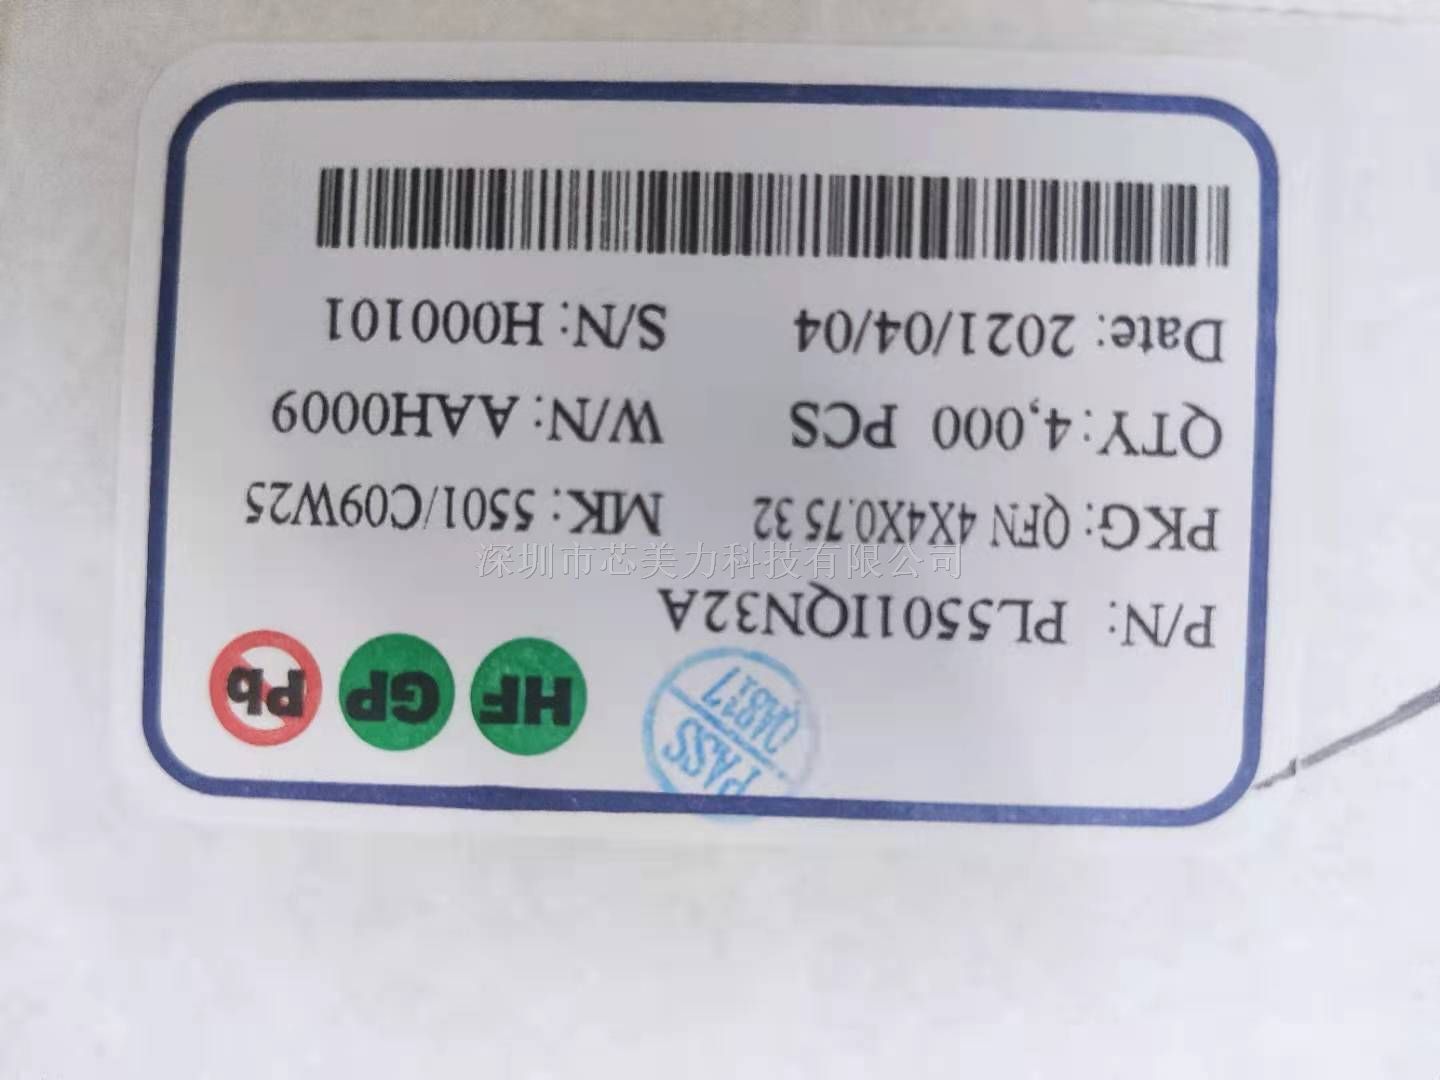 HF GP Pb
PASS
QA817
P/N: PL5501IQN32A
PKG: QFN 4X4X0.75 32 MK: 5501/C09W25
QTY: 4,000 PCS W/N: AAH0009
Date: 2021/04/04 S/N: H000101
深圳市芯美力科技有限公司